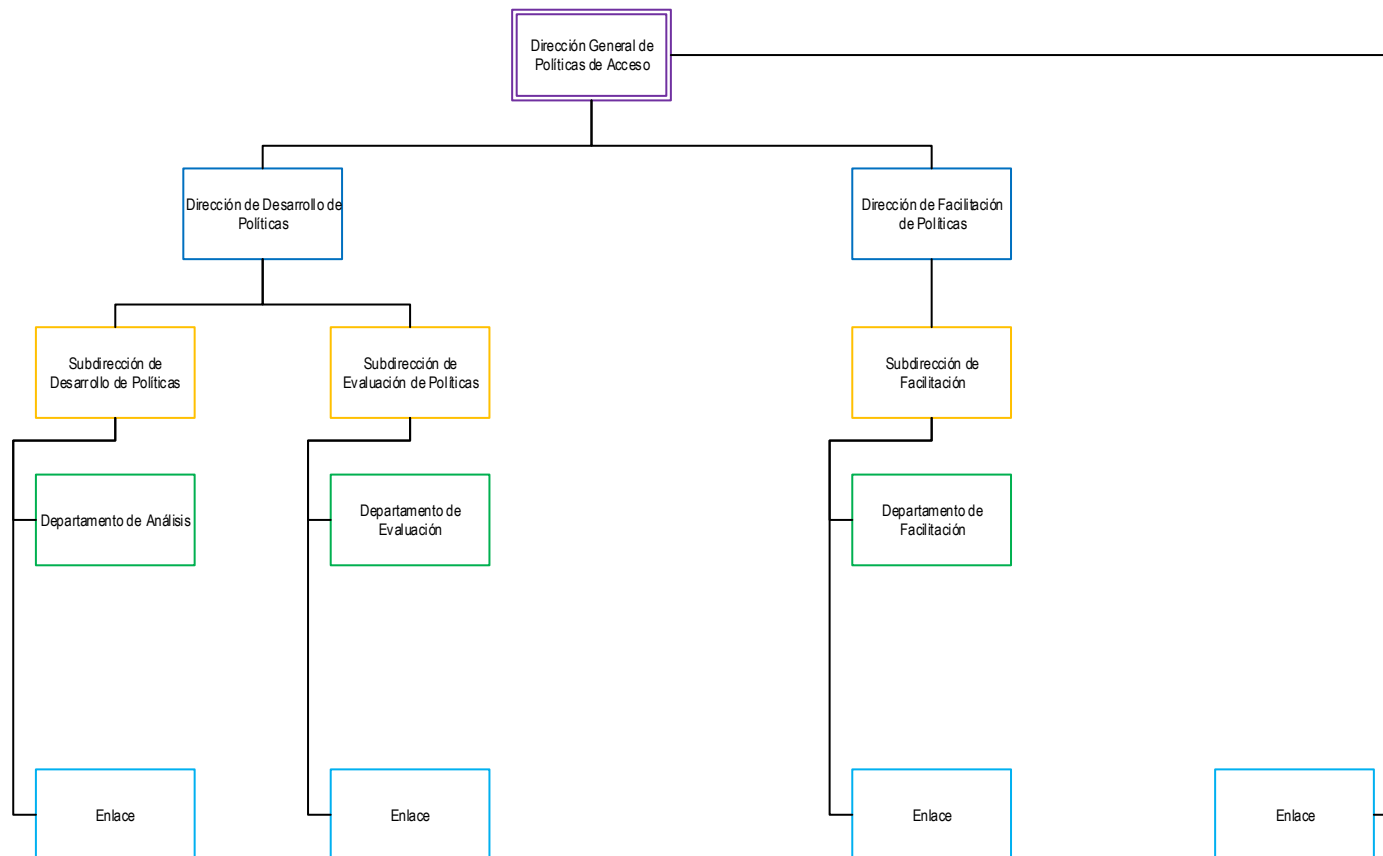 Dirección General de
Políticas de Acceso
Dirección de Desarrollo de
Políticas
Dirección de Facilitación
de Políticas
Subdirección de
Desarrollo de Políticas
Subdirección de
Evaluación de Políticas
Subdirección de
Facilitación
Departamento de Análisis
Departamento de
Evaluación
Departamento de
Facilitación
Enlace
Enlace
Enlace
Enlace